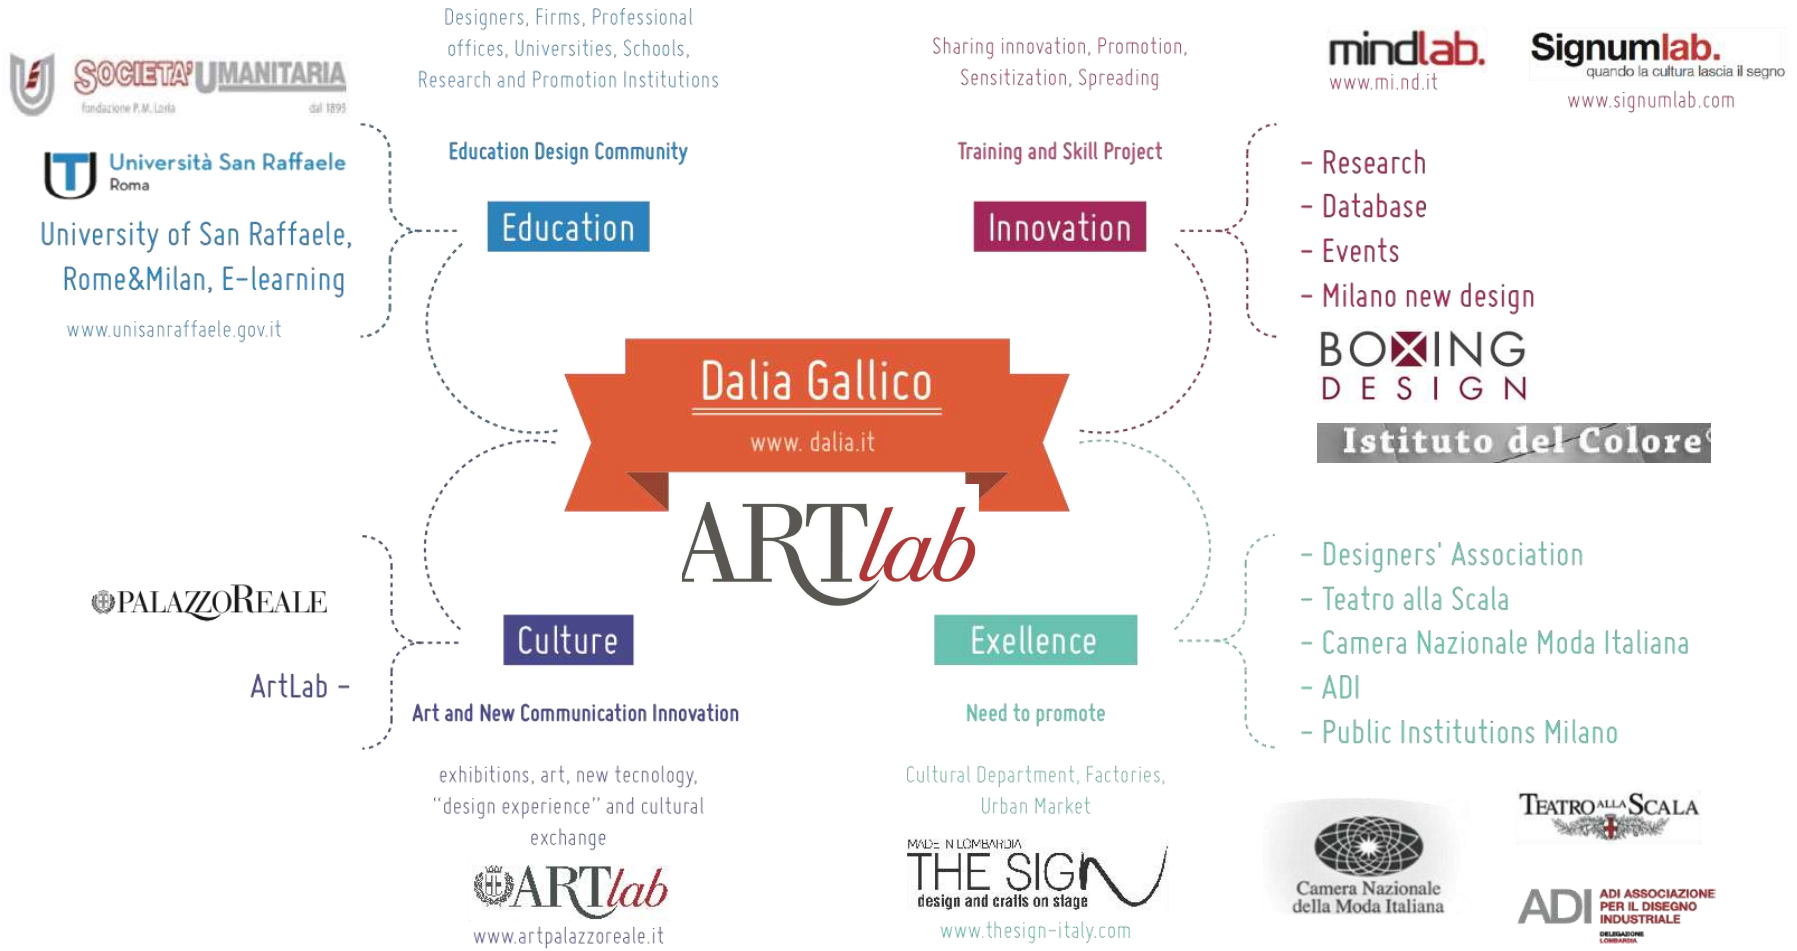 SOCIETA' UMANITARIA
fondazione P.M. Loria
dal 1893
Università San Raffaele
Roma
University of San Raffaele,
Rome&Milan, E-learning
www.unisanraffaele.gov.it
Designers, Firms, Professional
offices, Universities, Schools,
Research and Promotion Institutions
Education Design Community
Education
Sharing innovation, Promotion,
Sensitization, Spreading
Training and Skill Project
Innovation
mindlab.
www.mi.nd.it
Signumlab.
quando la cultura lascia il segno
www.signumlab.com
- Research
- Database
- Events
- Milano new design
BOXING
DESIGN
Istituto del Colore
Dalia Gallico
www. dalia.it
ARTlab
PALAZZOREALE
ArtLab -
Culture
Art and New Communication Innovation
exhibitions, art, new tecnology,
“design experience” and cultural
exchange
ARTlab
www.artpalazzoreale.it
Exellence
Need to promote
Cultural Department, Factories,
Urban Market
MADE IN LOMBARDIA
THE SIGN
design and crafts on stage
www.thesign-italy.com
- Designers' Association
- Teatro alla Scala
- Camera Nazionale Moda Italiana
- ADI
- Public Institutions Milano
Camera Nazionale
della Moda Italiana
TEATRO ALLA SCALA
ADI
ADI ASSOCIAZIONE
PER IL DISEGNO
INDUSTRIALE
DELEGAZIONE
LOMBARDIA